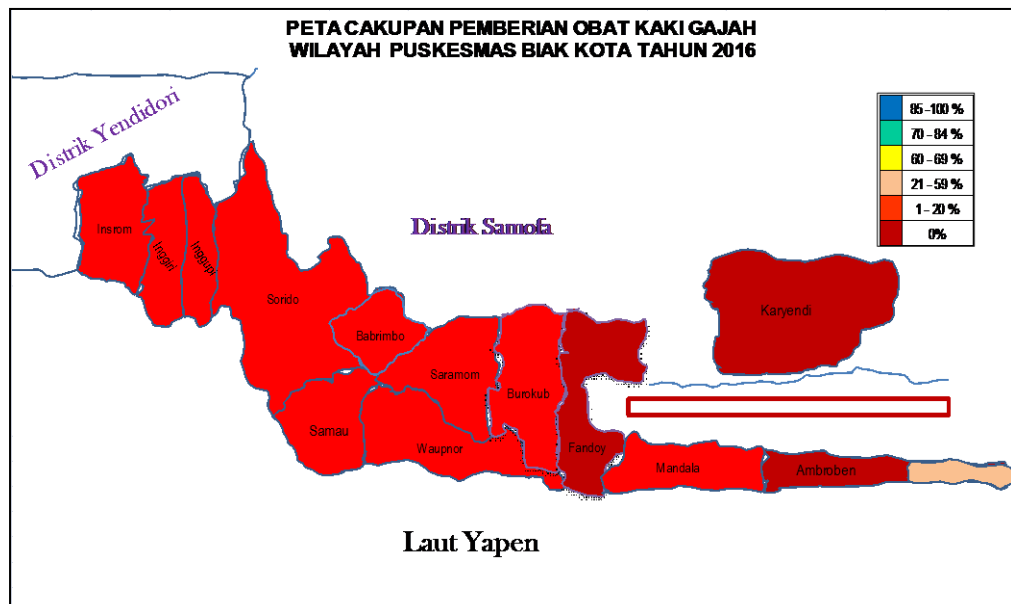 PETA CAKUPAN PEMBERIAN OBAT KAKI GAJAH
WILAYAH PUSKESMAS BIAK KOTA TAHUN 2016
Distrik Yendidori
85 -100 %
70 - 84 %
60 - 69 %
21 - 59 %
1 - 20 %
0%
Distrik Samofa
Insrom
Inggiri
Inggupi
Sorido
Karyendi
Babrimbo
Saramom
Burokub
Samau
Waupnor
Fandoy
Mandala
Ambroben
Laut Yapen